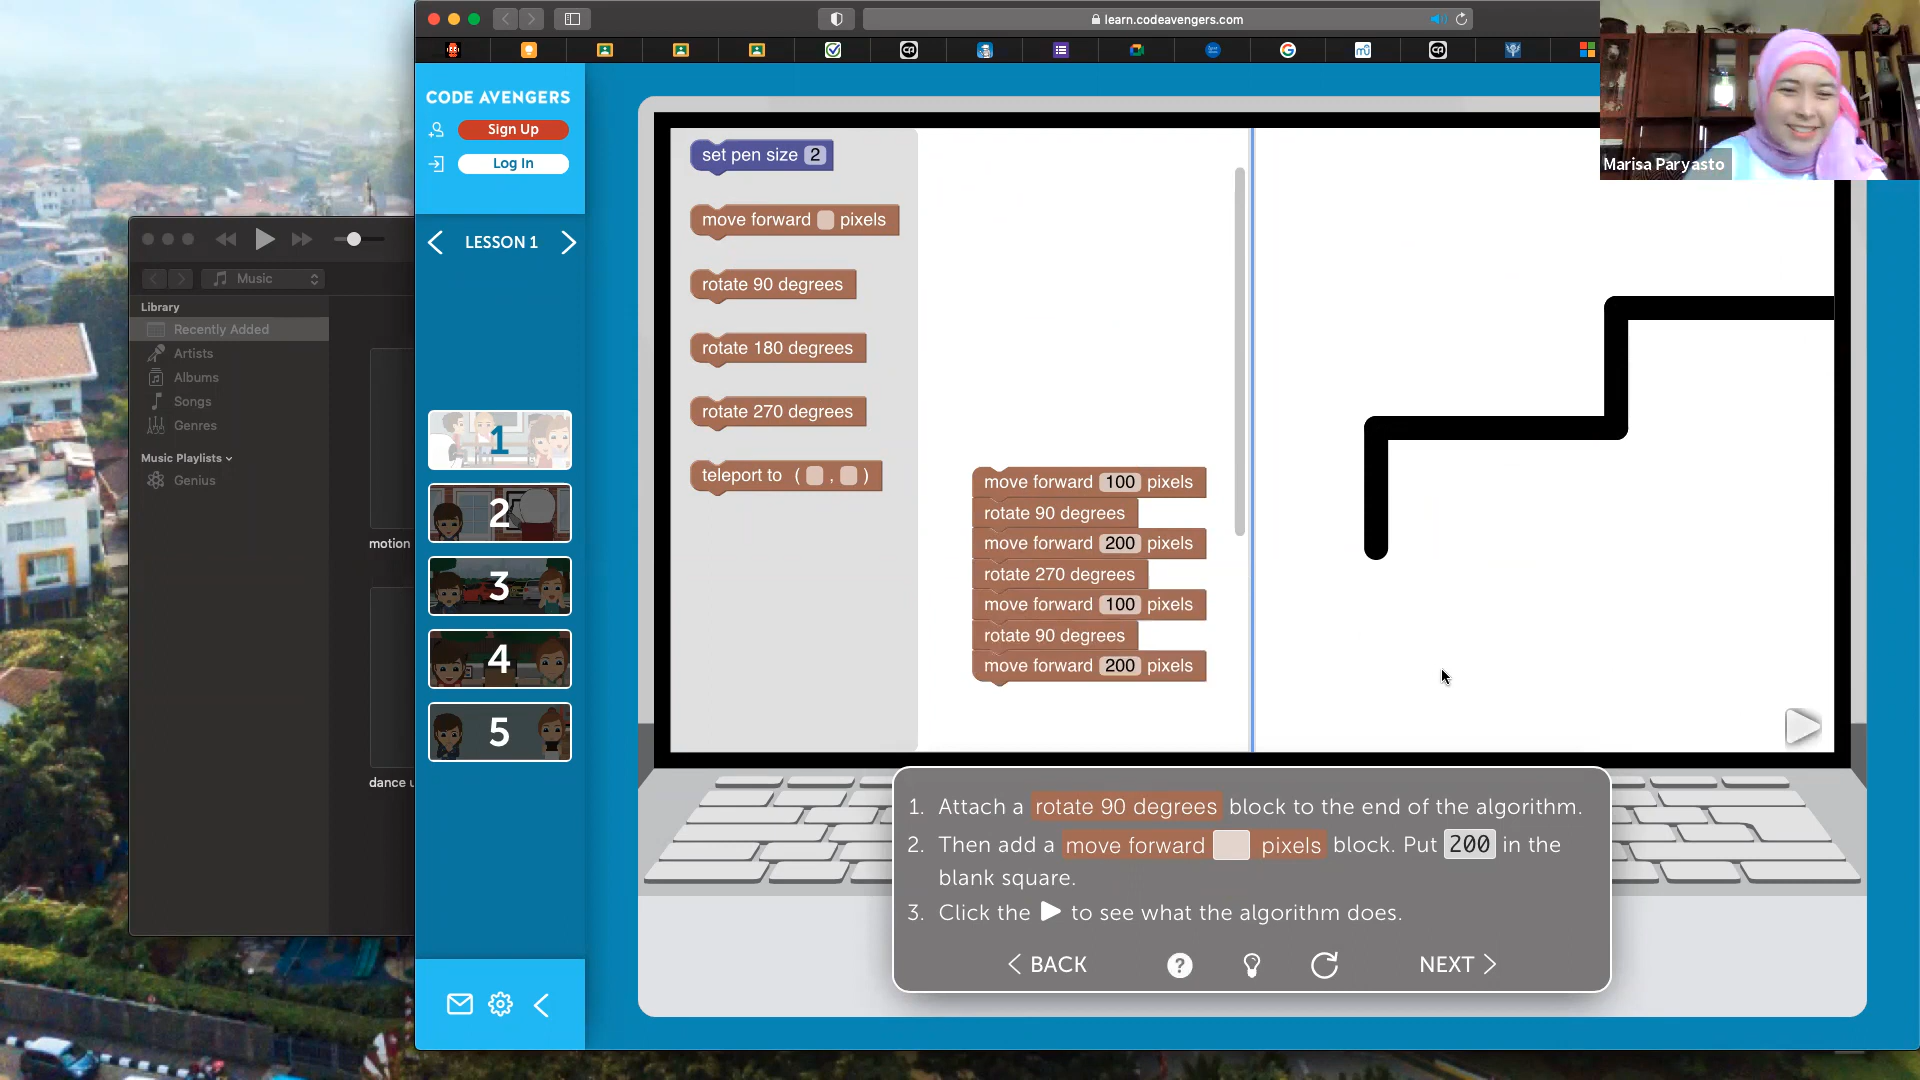 learn.codeavengers.com
CODE AVENGERS
Sign Up
Log In
LESSON 1
1
2
3
4
5
Music
Library
Recently Added
Artists
Albums
Songs
Genres
Music Playlists
Genius
motion
dance
set pen size 2
move forward pixels
rotate 90 degrees
rotate 180 degrees
rotate 270 degrees
teleport to ( , )
move forward 100 pixels
rotate 90 degrees
move forward 200 pixels
rotate 270 degrees
move forward 100 pixels
rotate 90 degrees
move forward 200 pixels
Marisa Paryasto
1. Attach a rotate 90 degrees block to the end of the algorithm.
2. Then add a move forward pixels block. Put 200 in the
blank square.
3. Click the ▶ to see what the algorithm does.
< BACK
?
NEXT >